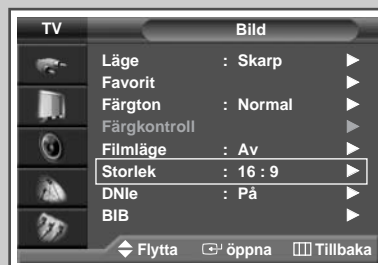 TV Bild
Läge : Skarp
Favorit
Färgton : Normal
Färgkontroll
Filmläge : Av
Storlek : 16 : 9
DNIe : På
BIB
Flytta öppna Tillbaka